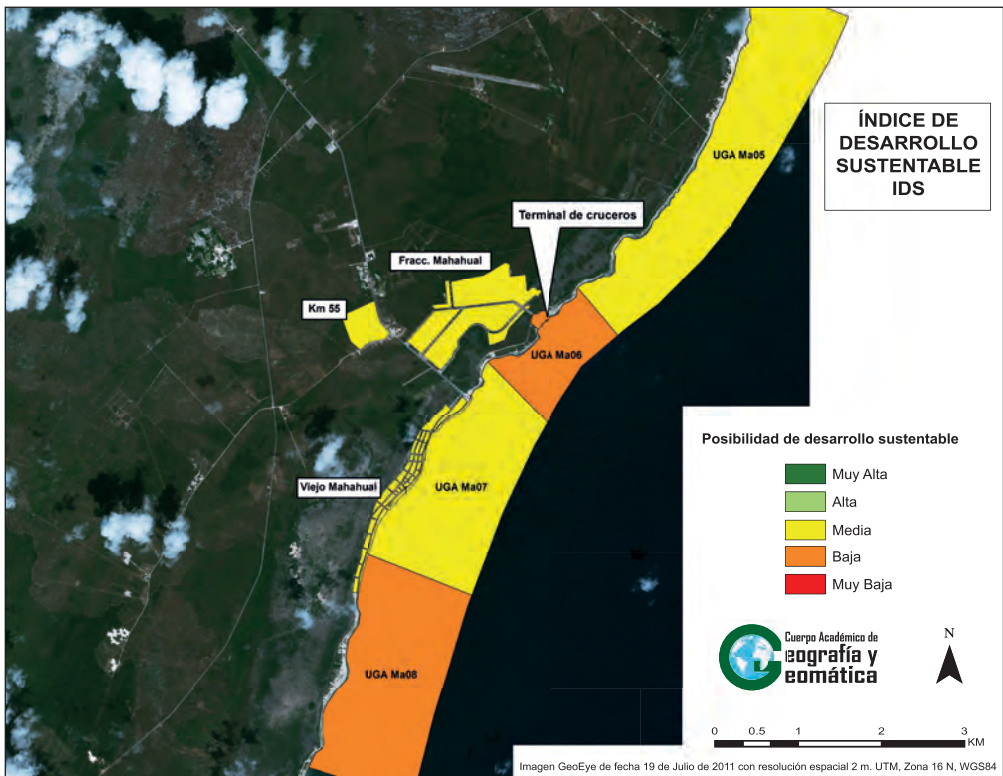 ÍNDICE DE
DESARROLLO
SUSTENTABLE
IDS
UGA Ma05
Terminal de cruceros
Fracc. Mahahual
Km 55
UGA Ma06
Viejo Mahahual
UGA Ma07
UGA Ma08
Posibilidad de desarrollo sustentable
Muy Alta
Alta
Media
Baja
Muy Baja
Cuerpo Académico de
Geografía y
Geomática
N
0 0.5 1 2 3
KM
Imagen GeoEye de fecha 19 de Julio de 2011 con resolución espacial 2 m. UTM, Zona 16 N, WGS84